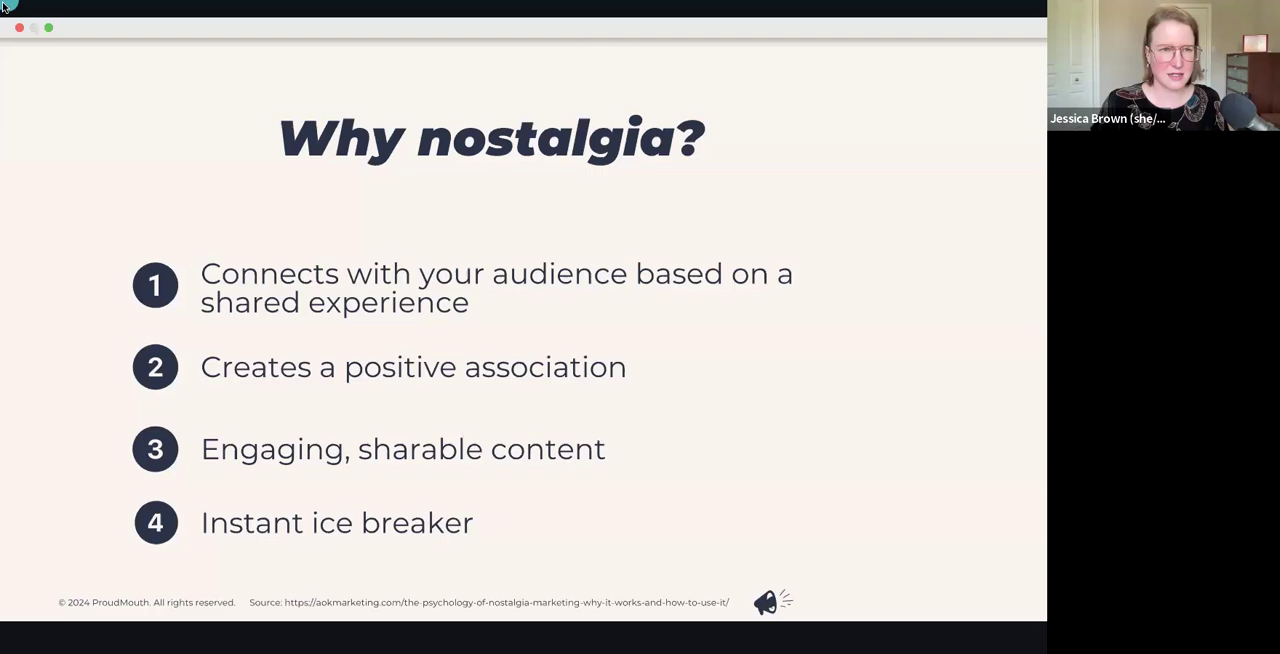 Why nostalgia?
1 Connects with your audience based on a
shared experience
2 Creates a positive association
3 Engaging, sharable content
4 Instant ice breaker
© 2024 ProudMouth. All rights reserved. Source: https://aokmarketing.com/the-psychology-of-nostalgia-marketing-why-it-works-and-how-to-use-it/
Jessica Brown (she/...